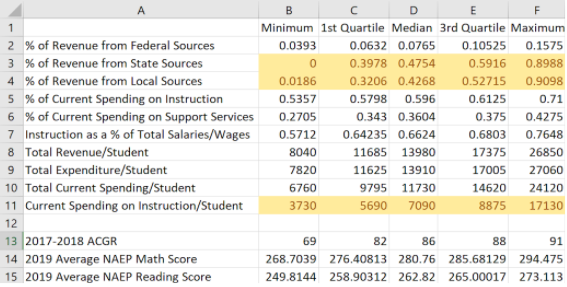 A B C D E F
1 Minimum 1st Quartile Median 3rd Quartile Maximum
2 % of Revenue from Federal Sources 0.0393 0.0632 0.0765 0.10525 0.1575
3 % of Revenue from State Sources 0 0.3978 0.4754 0.5916 0.8988
4 % of Revenue from Local Sources 0.0186 0.3206 0.4268 0.52715 0.9098
5 % of Current Spending on Instruction 0.5357 0.5798 0.596 0.6125 0.71
6 % of Current Spending on Support Services 0.2705 0.343 0.3604 0.375 0.4275
7 Instruction as a % of Total Salaries/Wages 0.5712 0.64235 0.6624 0.6803 0.7648
8 Total Revenue/Student 8040 11685 13980 17375 26850
9 Total Expenditure/Student 7820 11625 13910 17005 27060
10 Total Current Spending/Student 6760 9795 11730 14620 24120
11 Current Spending on Instruction/Student 3730 5690 7090 8875 17130
12
13 2017-2018 ACGR 69 82 86 88 91
14 2019 Average NAEP Math Score 268.7039 276.40813 280.76 285.68129 294.475
15 2019 Average NAEP Reading Score 249.8144 258.90312 262.82 265.00017 273.113